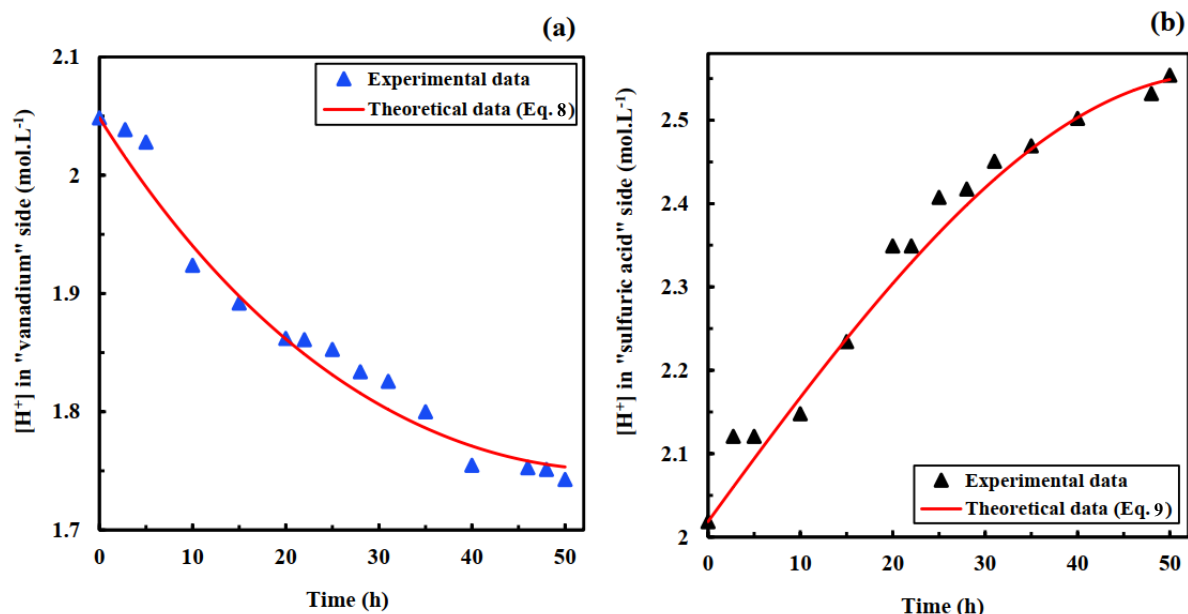 (a)
2.1
2
1.9
1.8
1.7
[H⁺] in "vanadium" side (mol.L⁻¹)
Experimental data
Theoretical data (Eq. 8)
0 10 20 30 40 50
Time (h)
(b)
2.5
2.4
2.3
2.2
2.1
2
[H⁺] in "sulfuric acid" side (mol.L⁻¹)
Experimental data
Theoretical data (Eq. 9)
0 10 20 30 40 50
Time (h)